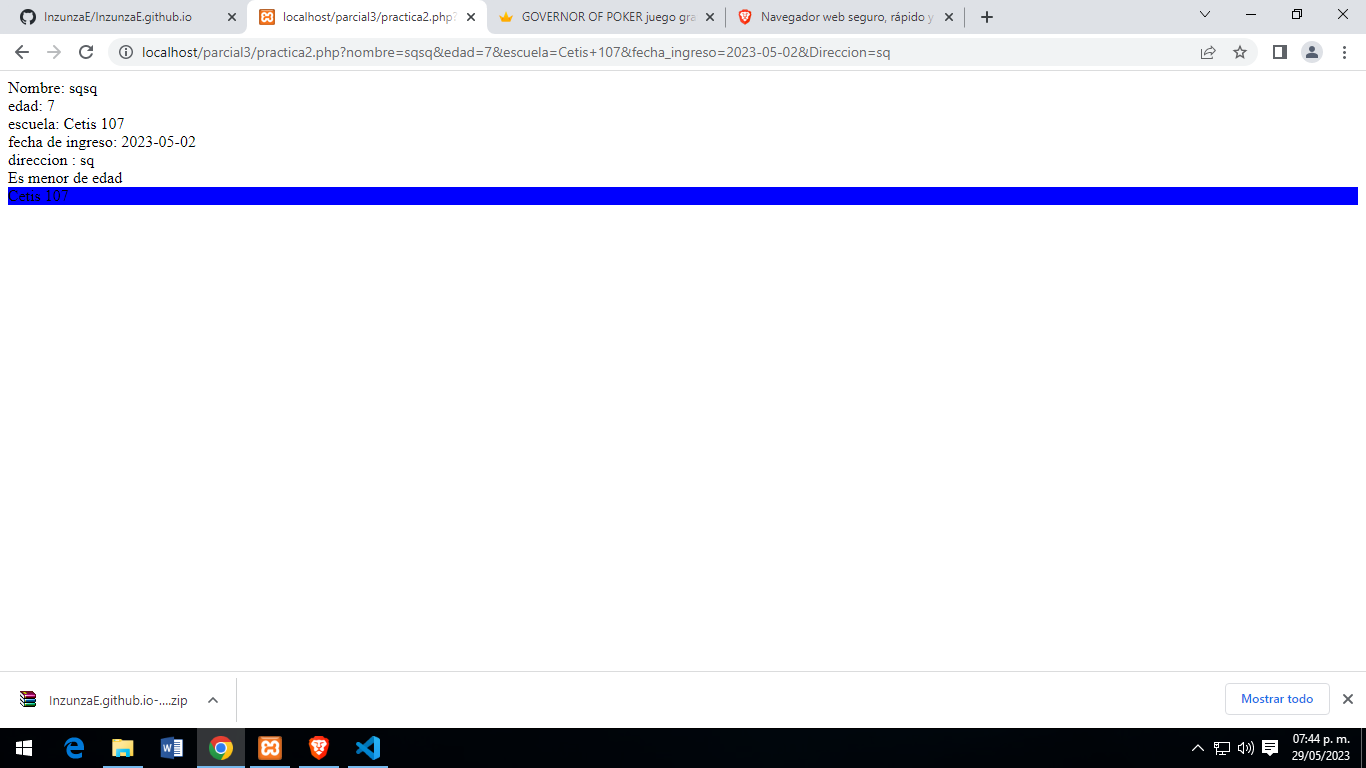 InzunzaE/InzunzaE.github.io
localhost/parcial3/practica2.php?
GOVERNOR OF POKER juego gra
Navegador web seguro, rápido y
localhost/parcial3/practica2.php?nombre=sqsq&edad=7&escuela=Cetis+107&fecha_ingreso=2023-05-02&Direccion=sq
Nombre: sqsq
edad: 7
escuela: Cetis 107
fecha de ingreso: 2023-05-02
direccion : sq
Es menor de edad
Cetis 107
InzunzaE.github.io-....zip
Mostrar todo
07:44 p. m.
29/05/2023